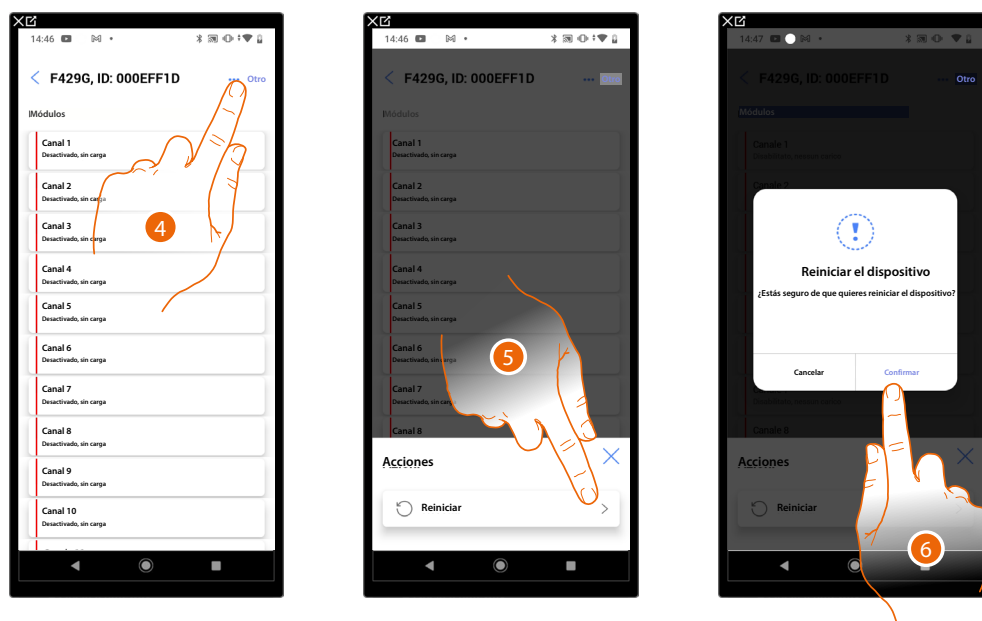 14:46
F429G, ID: 000EFF1D
Otro
Módulos
Canal 1
Desactivado, sin carga
Canal 2
Desactivado, sin carga
Canal 3
Desactivado, sin carga
Canal 4
Desactivado, sin carga
Canal 5
Desactivado, sin carga
Canal 6
Desactivado, sin carga
Canal 7
Desactivado, sin carga
Canal 8
Desactivado, sin carga
Canal 9
Desactivado, sin carga
Canal 10
Desactivado, sin carga
4
14:46
F429G, ID: 000EFF1D
Otro
Módulos
Canal 1
Desactivado, sin carga
Canal 2
Desactivado, sin carga
Canal 3
Desactivado, sin carga
Canal 4
Desactivado, sin carga
Canal 5
Desactivado, sin carga
Canal 6
Desactivado, sin carga
Canal 7
Desactivado, sin
Canal 8
5
Acciones
Reiniciar
14:47
F429G, ID: 000EFF1D
Otro
Módulos
Canale 1
Reiniciar el dispositivo
¿Estás seguro de que quieres reiniciar el dispositivo?
Cancelar
Confirmar
Canale 8
Acciones
Reiniciar
6